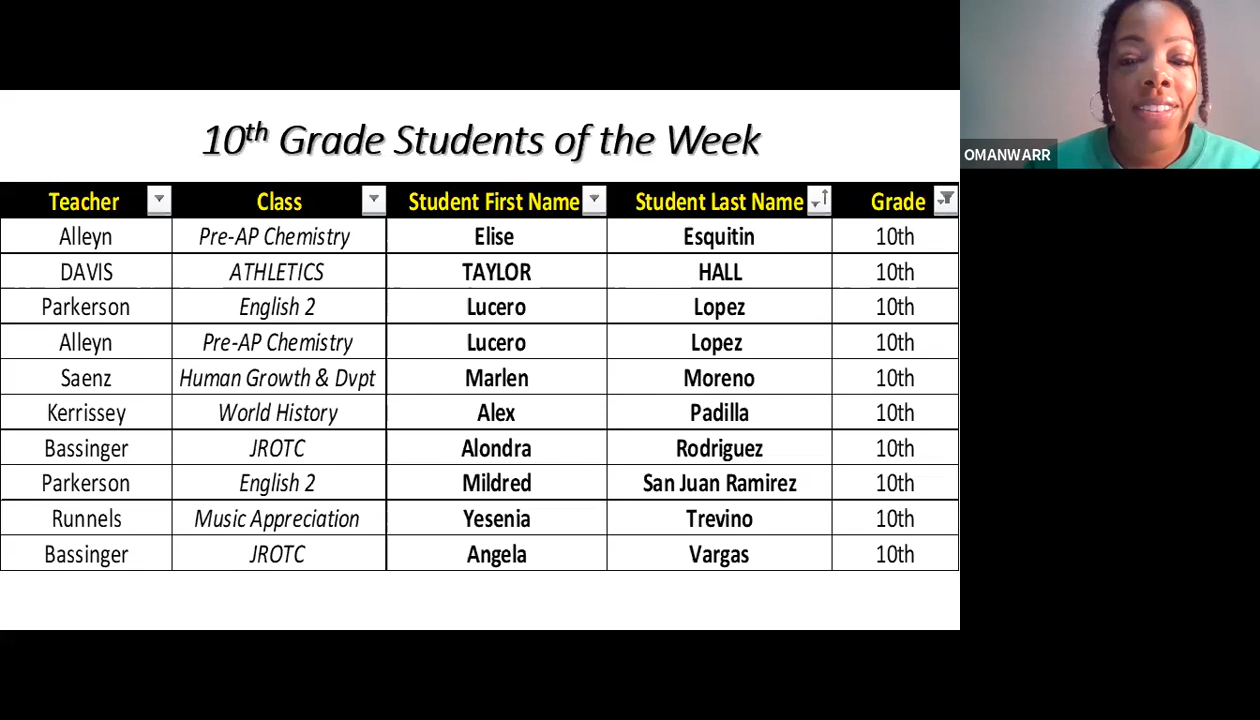 10th Grade Students of the Week
OMANWARR
Teacher Class Student First Name Student Last Name Grade
Alleyn Pre-AP Chemistry Elise Esquitin 10th
DAVIS ATHLETICS TAYLOR HALL 10th
Parkerson English 2 Lucero Lopez 10th
Alleyn Pre-AP Chemistry Lucero Lopez 10th
Saenz Human Growth & Dvpt Marlen Moreno 10th
Kerrissey World History Alex Padilla 10th
Bassinger JROTC Alondra Rodriguez 10th
Parkerson English 2 Mildred San Juan Ramirez 10th
Runnels Music Appreciation Yesenia Trevino 10th
Bassinger JROTC Angela Vargas 10th